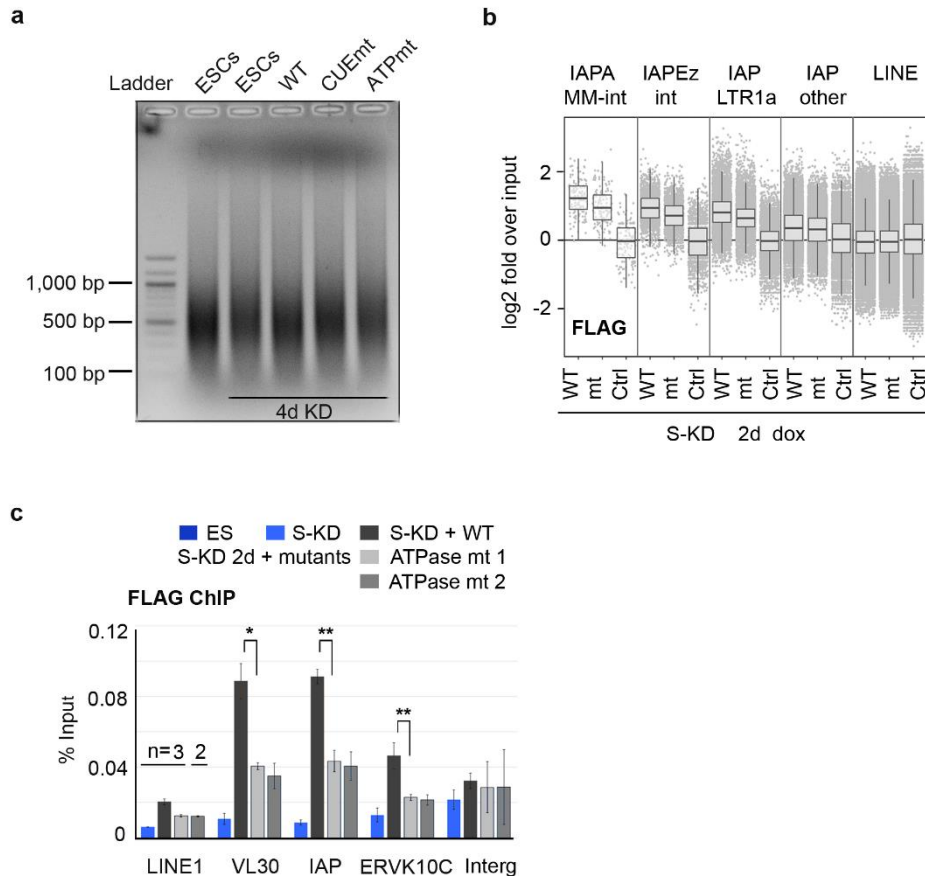 a
Ladder ESCs ESCs WT CUEmt ATPmt
1,000 bp
500 bp
100 bp
4d KD
b
IAPA IAPEz IAP IAP LINE
MM-int int LTR1a other
log2 fold over input
2
0
-2
FLAG
WT mt Ctrl WT mt Ctrl WT mt Ctrl WT mt Ctrl WT mt Ctrl
S-KD 2d dox
c
ES S-KD S-KD + WT
S-KD 2d + mutants ATPase mt 1
ATPase mt 2
FLAG ChIP
% Input
0.12
0.08
0.04
0
n=3 2
* ** **
LINE1 VL30 IAP ERVK10C Interg